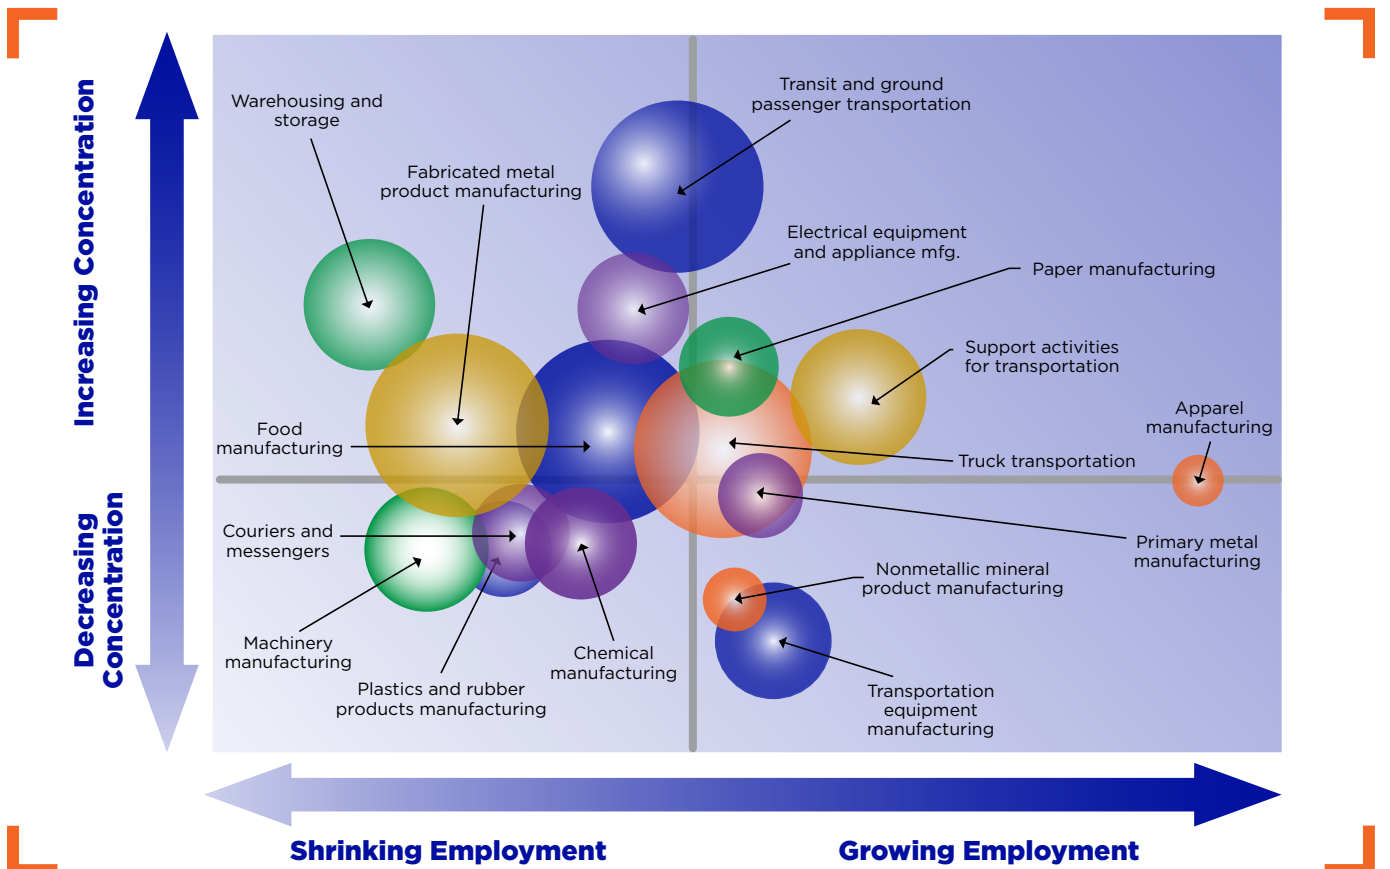 Increasing Concentration
Decreasing
Concentration
Warehousing and
storage
Fabricated metal
product manufacturing
Transit and ground
passenger transportation
Electrical equipment
and appliance mfg.
Paper manufacturing
Support activities
for transportation
Apparel
manufacturing
Food
manufacturing
Truck transportation
Couriers and
messengers
Primary metal
manufacturing
Nonmetallic mineral
product manufacturing
Machinery
manufacturing
Chemical
manufacturing
Plastics and rubber
products manufacturing
Transportation
equipment
manufacturing
Shrinking Employment
Growing Employment